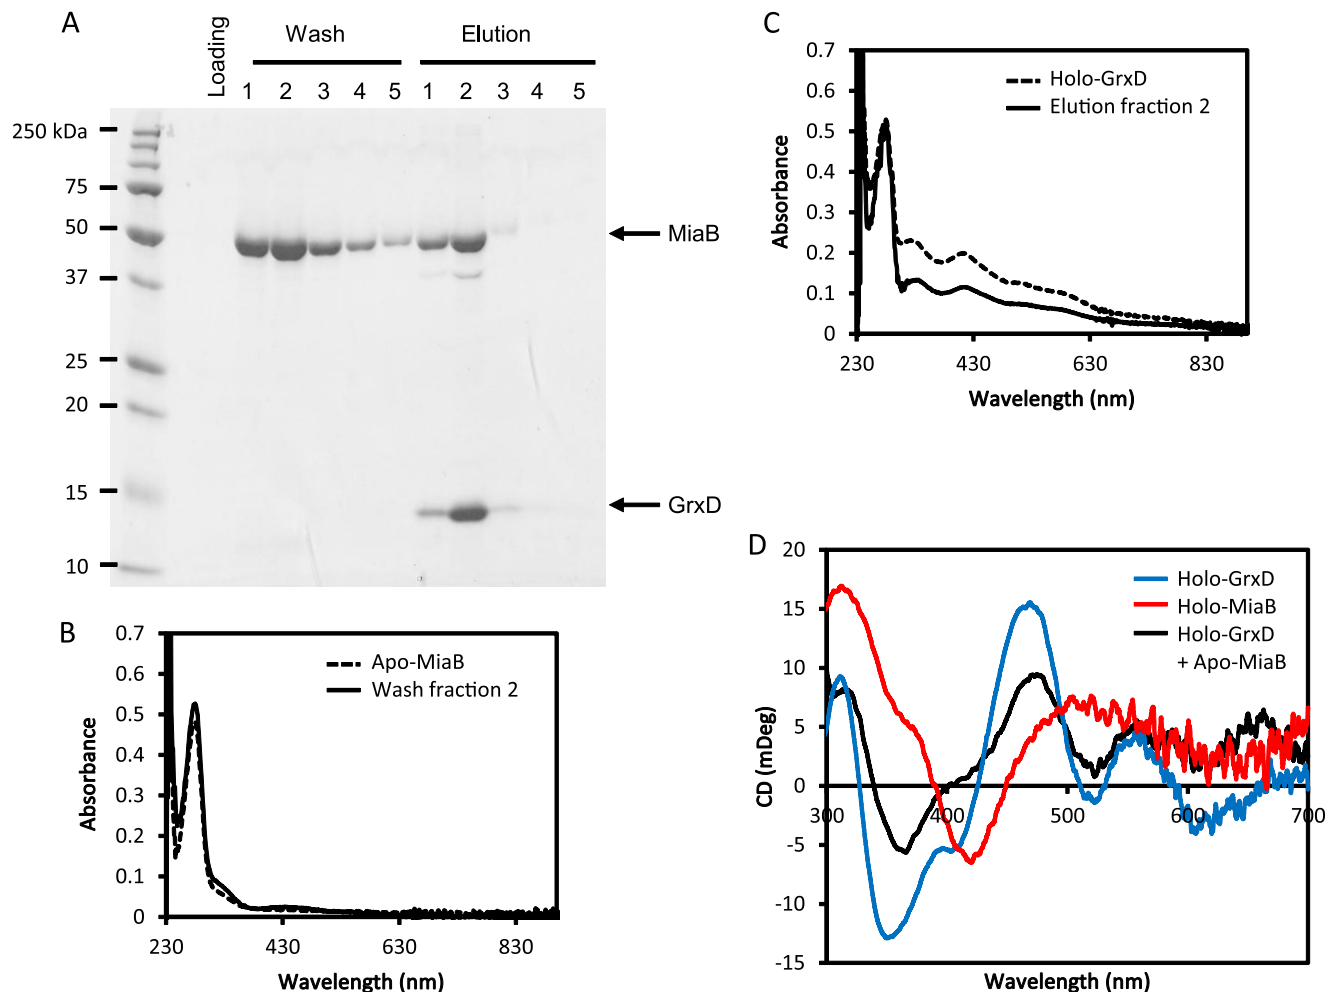 A
Loading
Wash
Elution
1 2 3 4 5 1 2 3 4 5
250 kDa
75
50
37
25
20
15
10
MiaB
GrxD
B
0.7
0.6
0.5
0.4
0.3
0.2
0.1
0
Absorbance
Apo-MiaB
Wash fraction 2
230 430 630 830
Wavelength (nm)
C
0.7
0.6
0.5
0.4
0.3
0.2
0.1
0
Absorbance
Holo-GrxD
Elution fraction 2
230 430 630 830
Wavelength (nm)
D
20
15
10
5
0
-5
-10
-15
CD (mDeg)
Holo-GrxD
Holo-MiaB
Holo-GrxD
+ Apo-MiaB
300 400 500 600 700
Wavelength (nm)